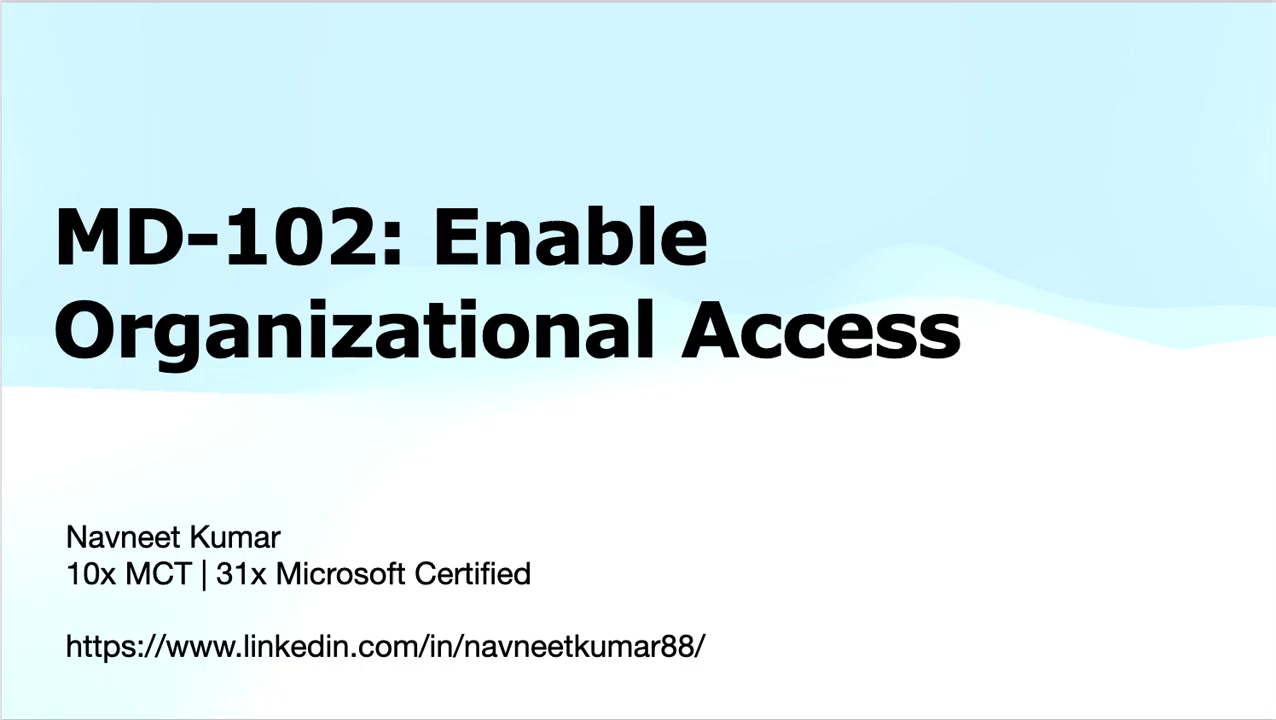 MD-102: Enable
Organizational Access
Navneet Kumar
10x MCT | 31x Microsoft Certified
https://www.linkedin.com/in/navneetkumar88/